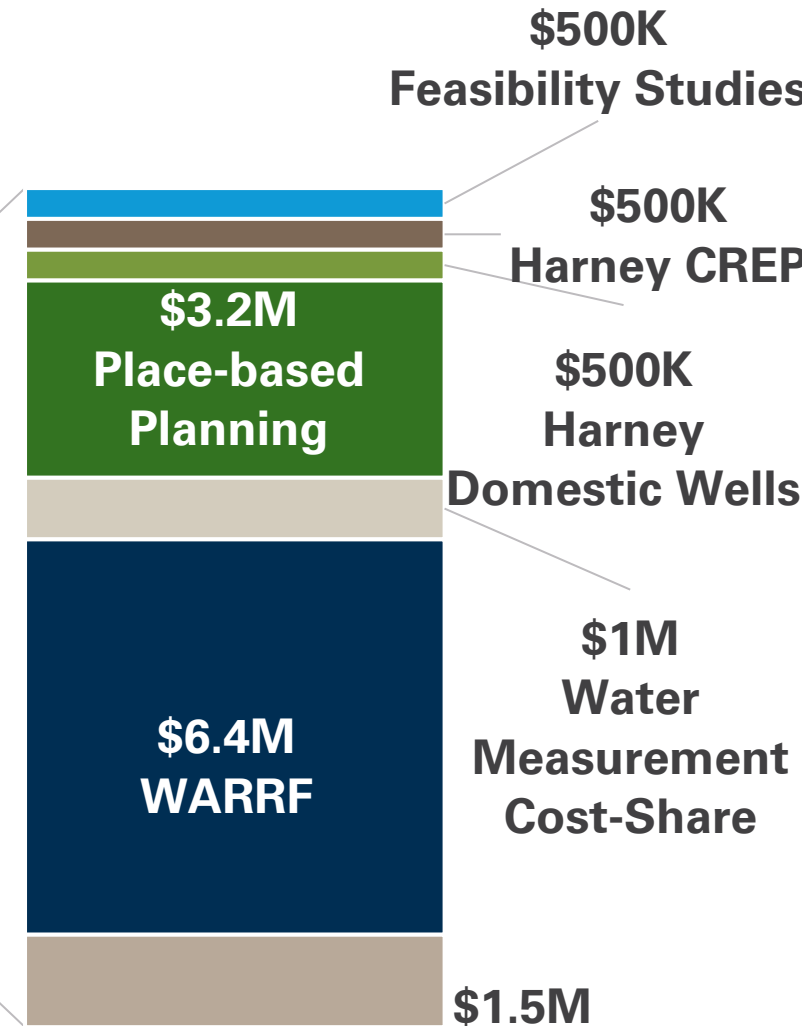 $500K
Feasibility Studies
$500K
Harney CREP
$3.2M
Place-based
Planning
$500K
Harney
Domestic Wells
$1M
Water
Measurement
Cost-Share
$6.4M
WARRF
$1.5M